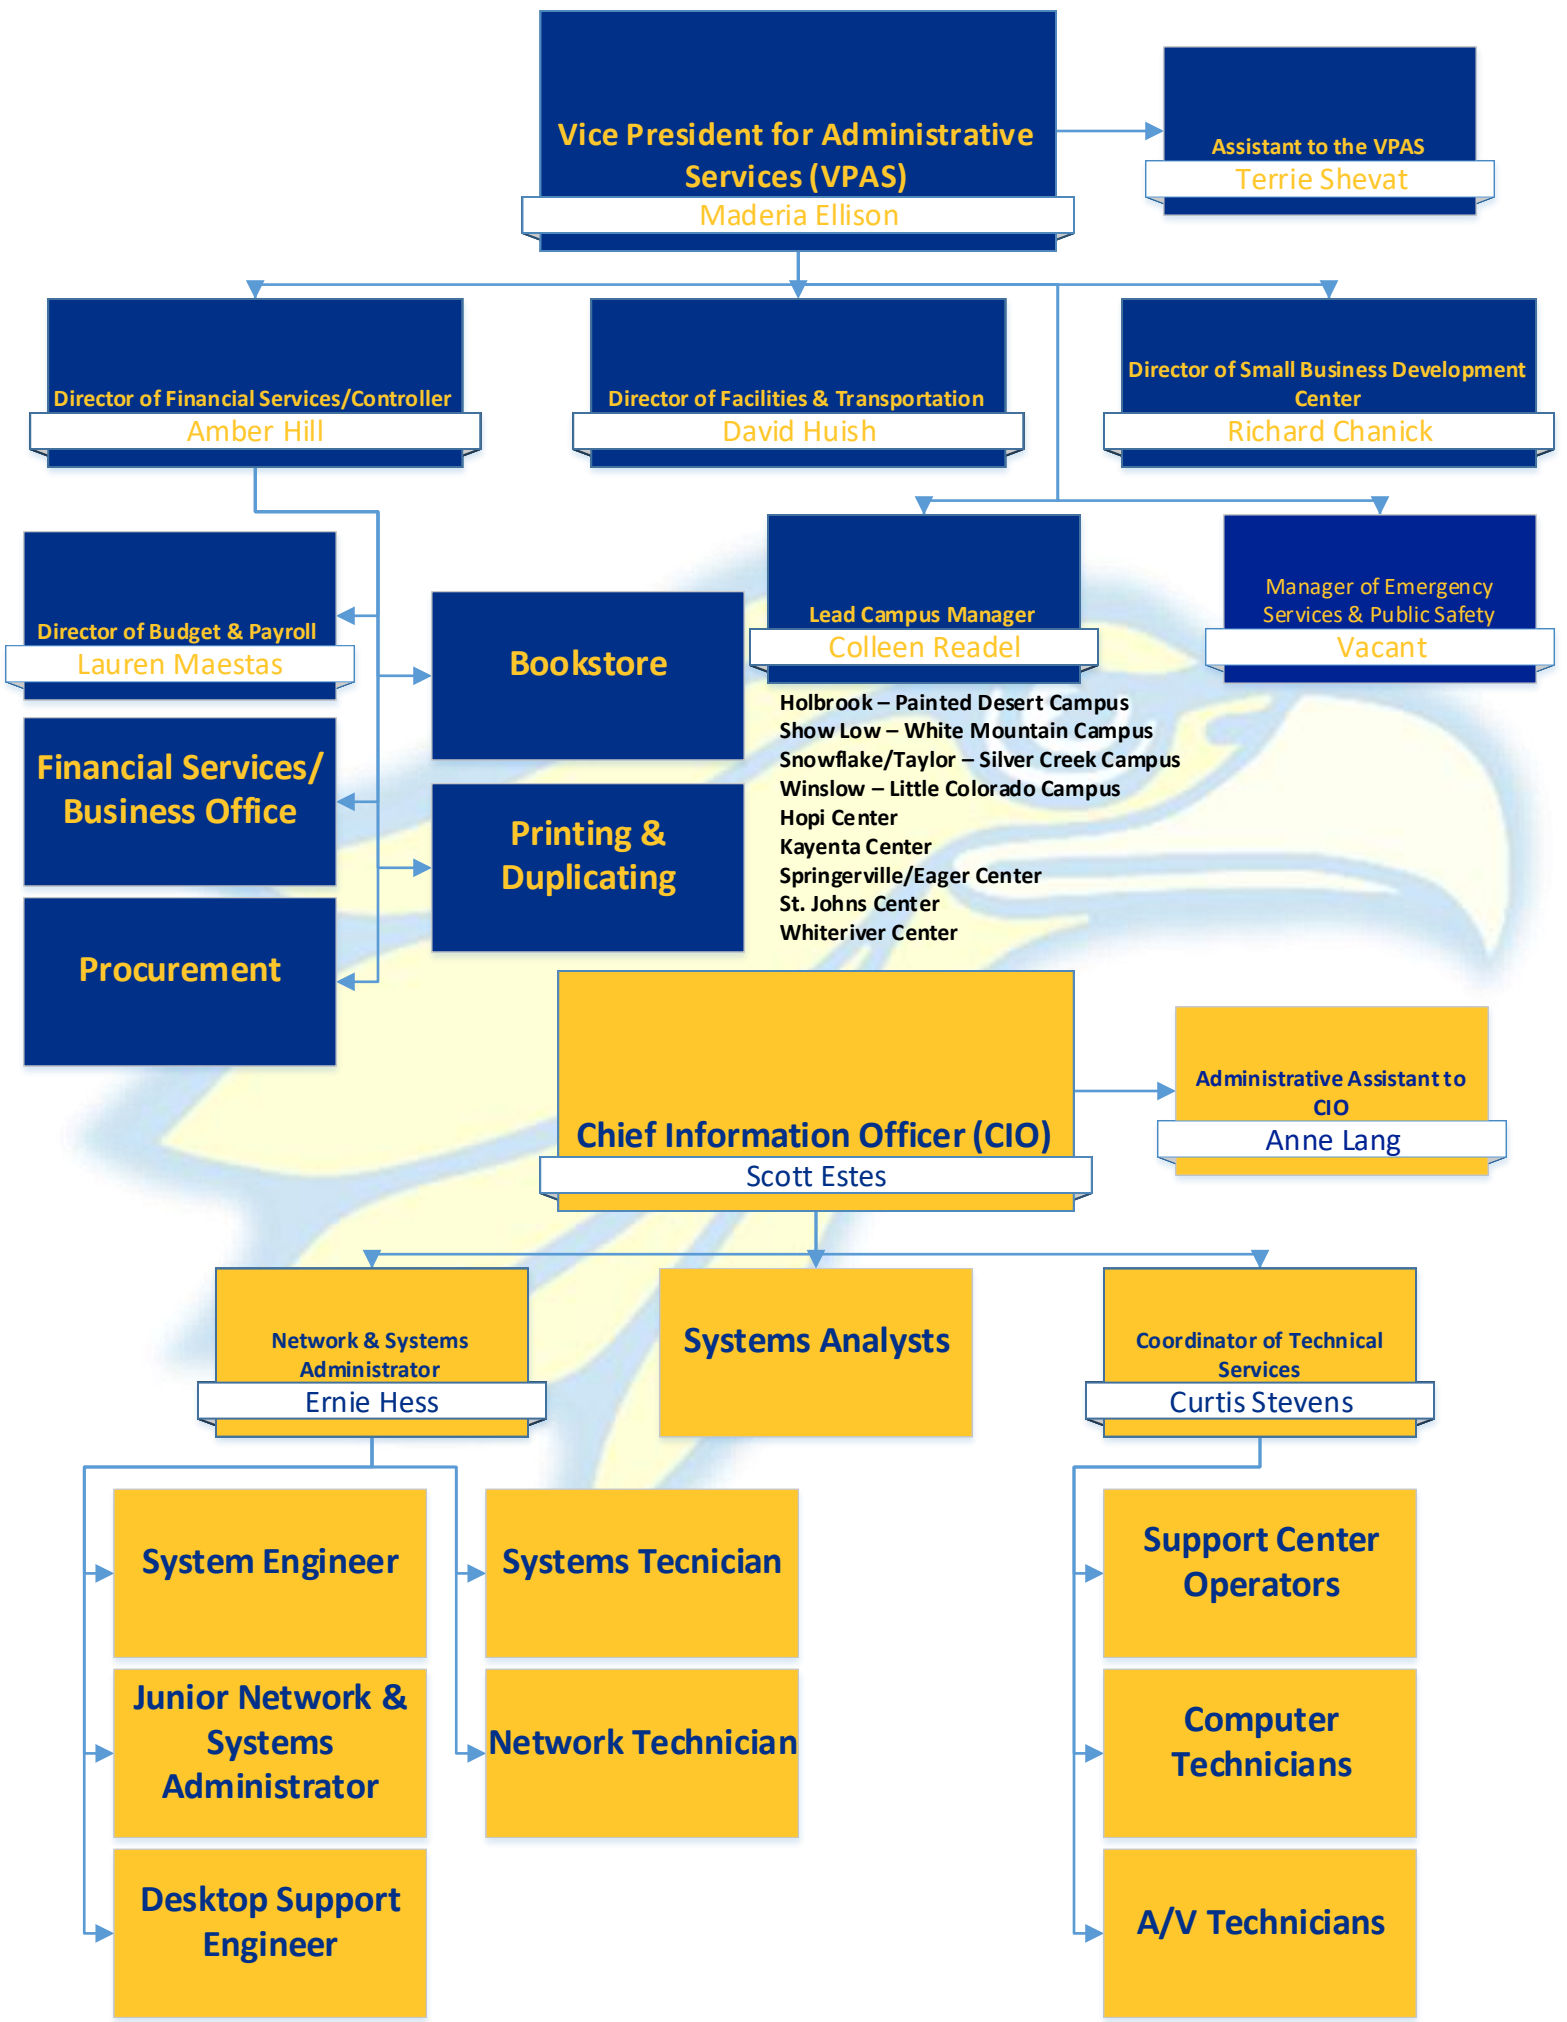 Vice President for Administrative
Services (VPAS)
Maderia Ellison
Assistant to the VPAS
Terrie Shevat
Director of Financial Services/Controller
Amber Hill
Director of Facilities & Transportation
David Huish
Director of Small Business Development
Center
Richard Chanick
Director of Budget & Payroll
Lauren Maestas
Financial Services/
Business Office
Procurement
Bookstore
Printing &
Duplicating
Lead Campus Manager
Colleen Readel
Holbrook – Painted Desert Campus
Show Low – White Mountain Campus
Snowflake/Taylor – Silver Creek Campus
Winslow – Little Colorado Campus
Hopi Center
Kayenta Center
Springerville/Eager Center
St. Johns Center
Whiteriver Center
Manager of Emergency
Services & Public Safety
Vacant
Chief Information Officer (CIO)
Scott Estes
Administrative Assistant to
CIO
Anne Lang
Network & Systems
Administrator
Ernie Hess
Systems Analysts
Coordinator of Technical
Services
Curtis Stevens
System Engineer
Junior Network &
Systems
Administrator
Desktop Support
Engineer
Systems Tecnician
Network Technician
Support Center
Operators
Computer
Technicians
A/V Technicians